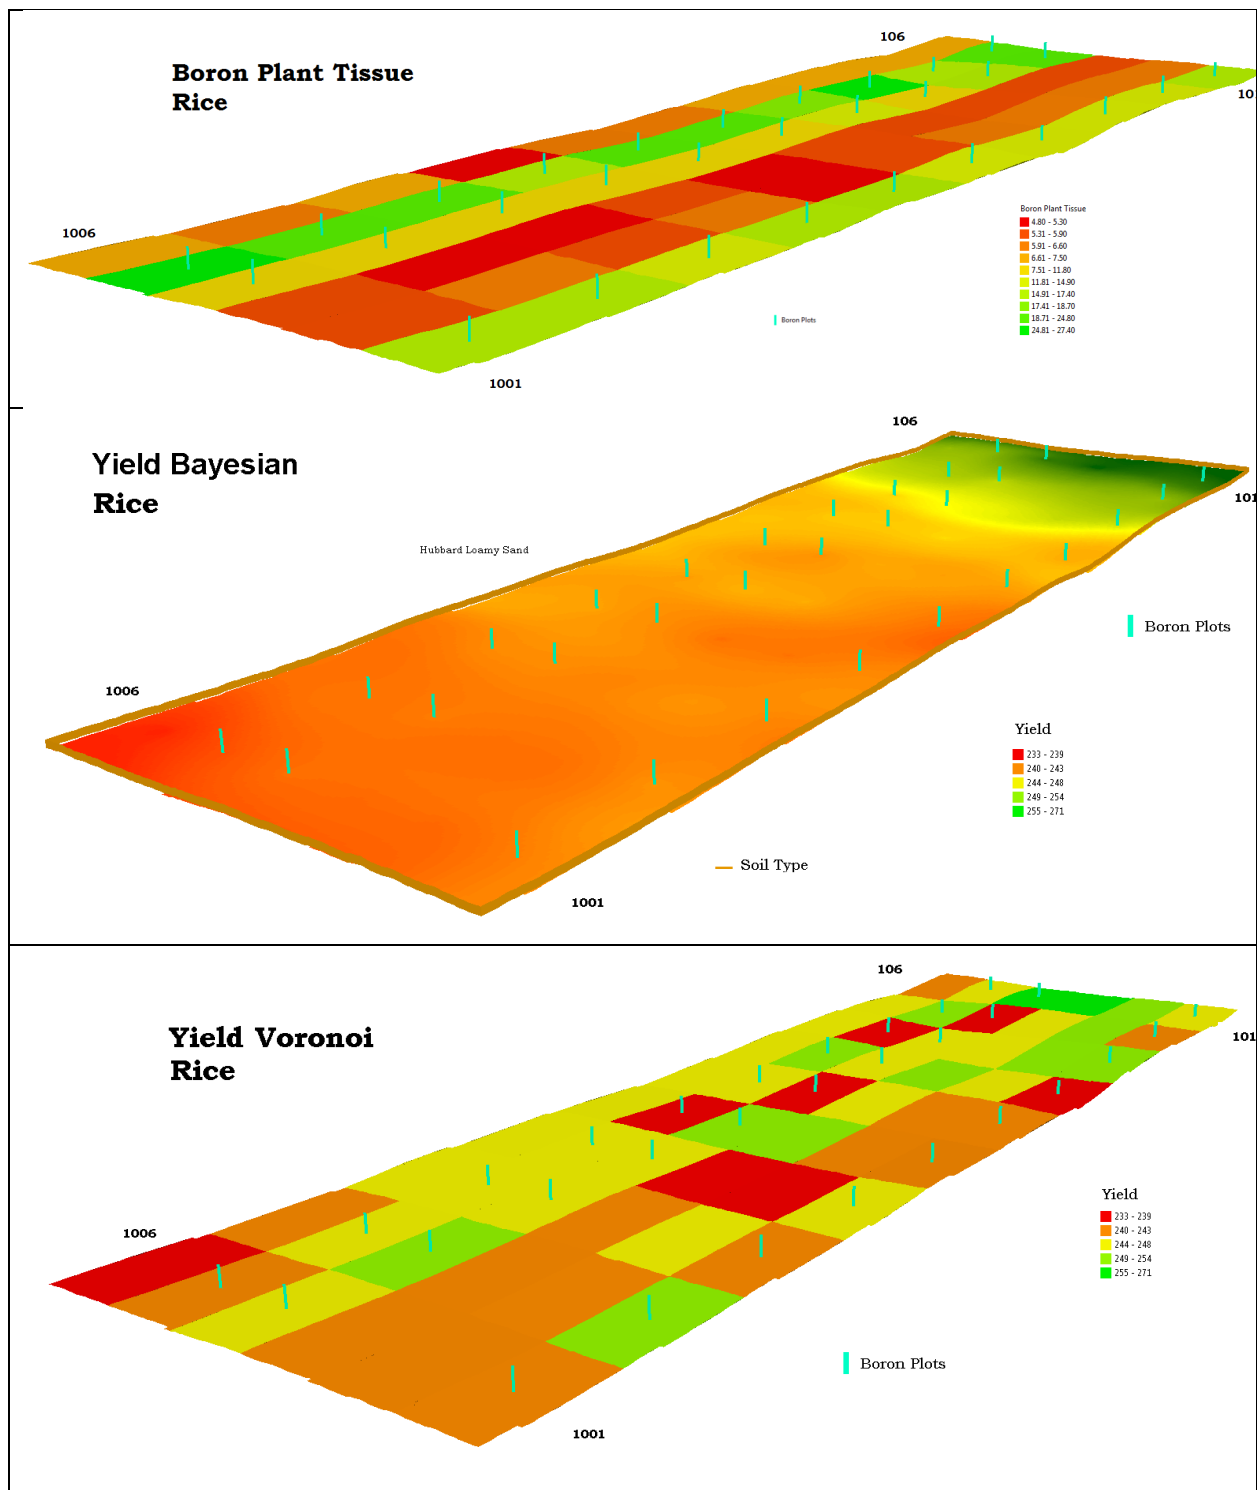 106
Boron Plant Tissue
Rice
10
1006
Boron Plant Tissue
4.80 - 5.30
5.31 - 5.90
5.91 - 6.60
6.61 - 7.50
7.51 - 11.80
11.81 - 14.90
14.91 - 17.40
17.41 - 18.70
18.71 - 24.80
24.81 - 27.40
Boron Plots
1001
106
Yield Bayesian
Rice
101
Hubbard Loamy Sand
Boron Plots
1006
Yield
233 - 239
240 - 243
244 - 248
249 - 254
255 - 271
Soil Type
1001
106
Yield Voronoi
Rice
101
1006
Yield
233 - 239
240 - 243
244 - 248
249 - 254
255 - 271
Boron Plots
1001